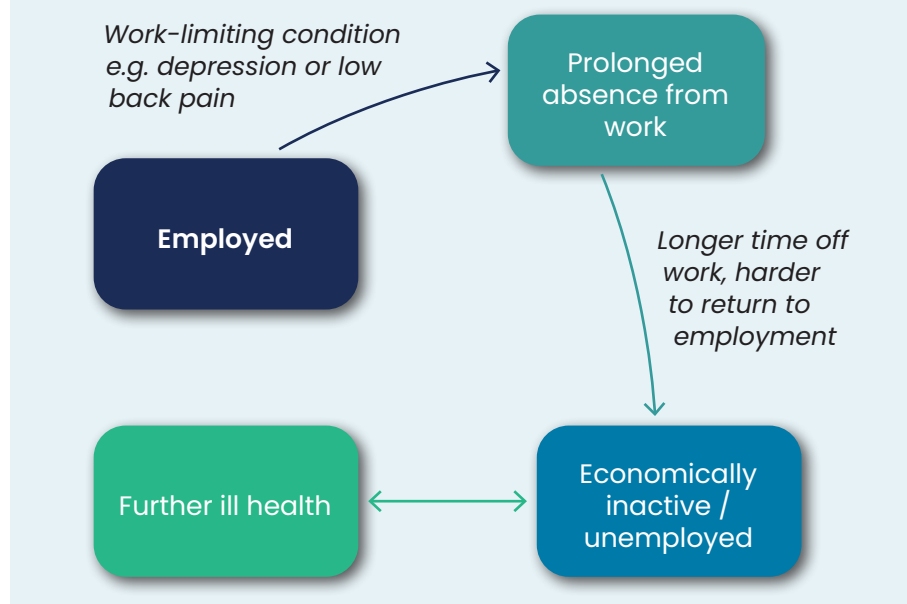 Work-limiting condition
e.g. depression or low
back pain
Prolonged
absence from
work
Employed
Longer time off
work, harder
to return to
employment
Economically
inactive /
unemployed
Further ill health